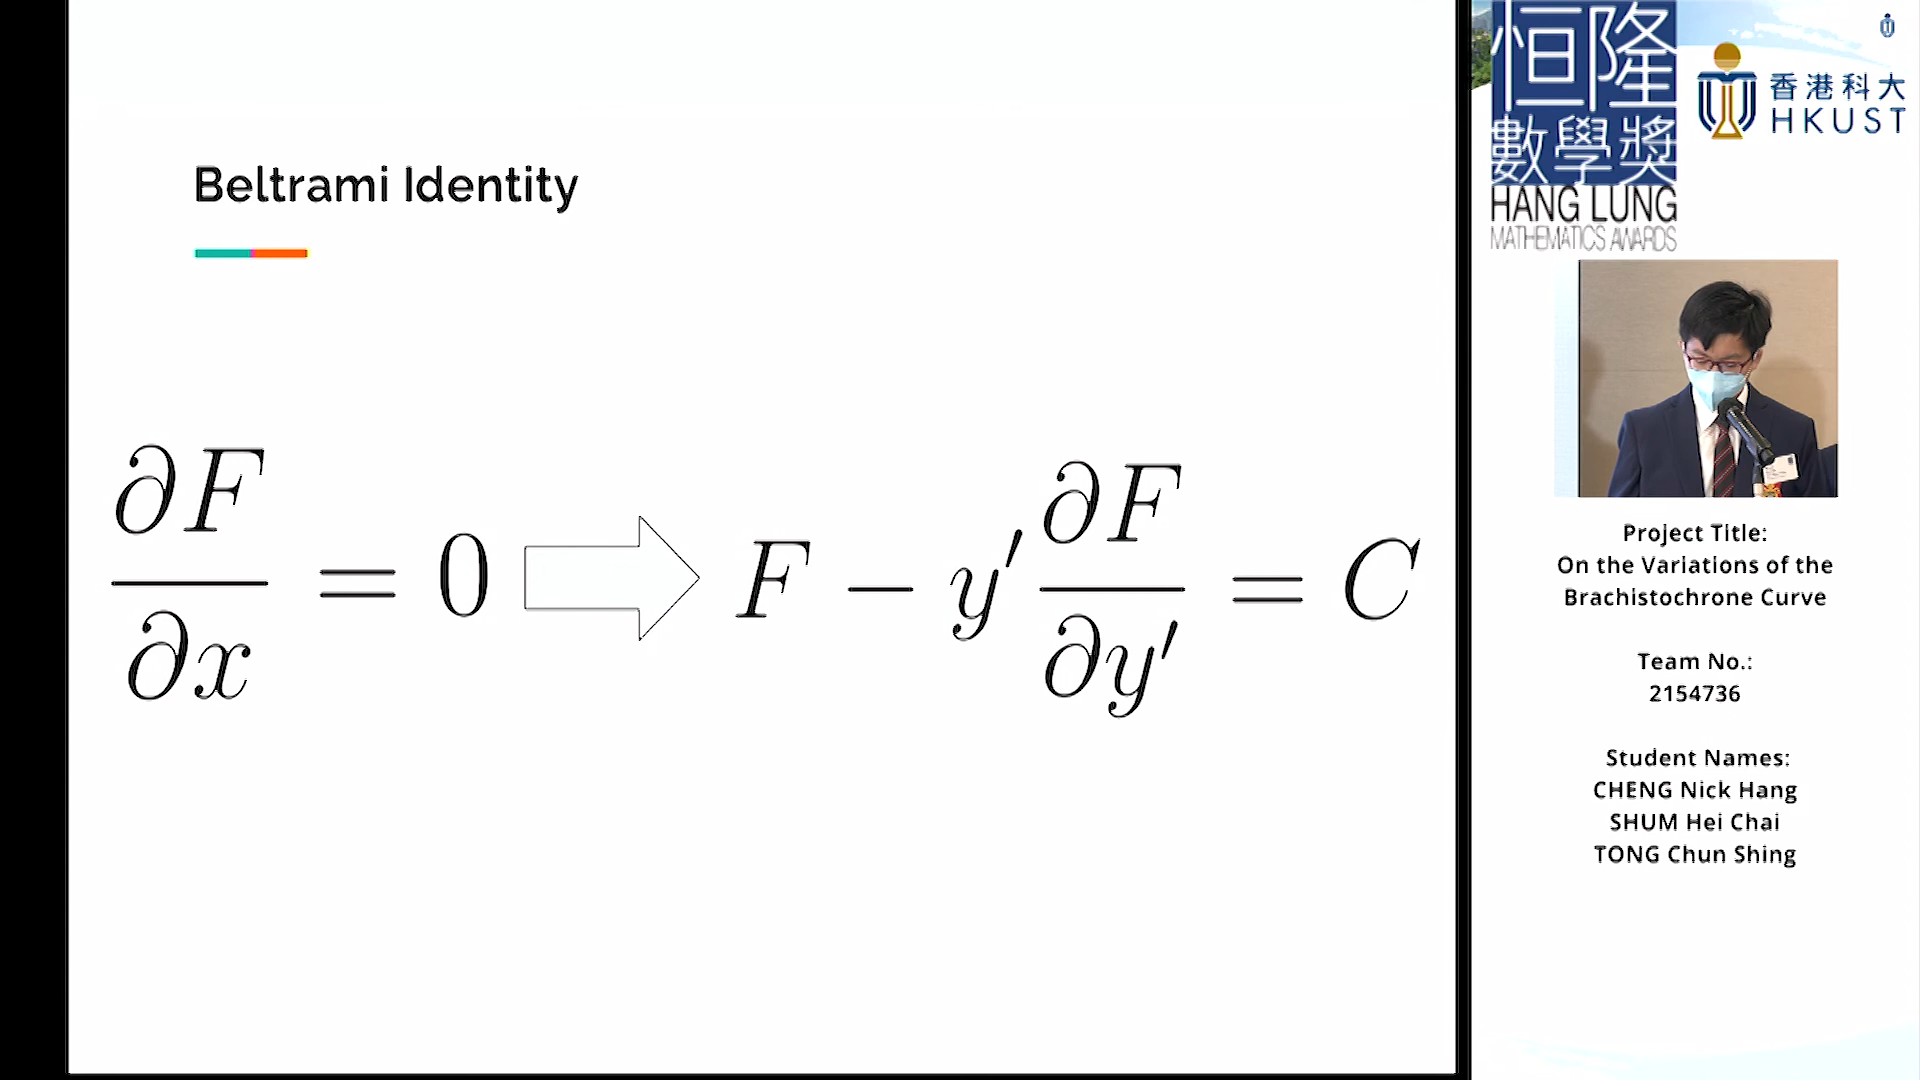 Beltrami Identity
∂F/∂x = 0 ⇨ F − y′ ∂F/∂y′ = C
恒隆
數學獎
HANG LUNG
MATHEMATICS AWARDS
香港科大
HKUST
Project Title:
On the Variations of the
Brachistochrone Curve
Team No.:
2154736
Student Names:
CHENG Nick Hang
SHUM Hei Chai
TONG Chun Shing